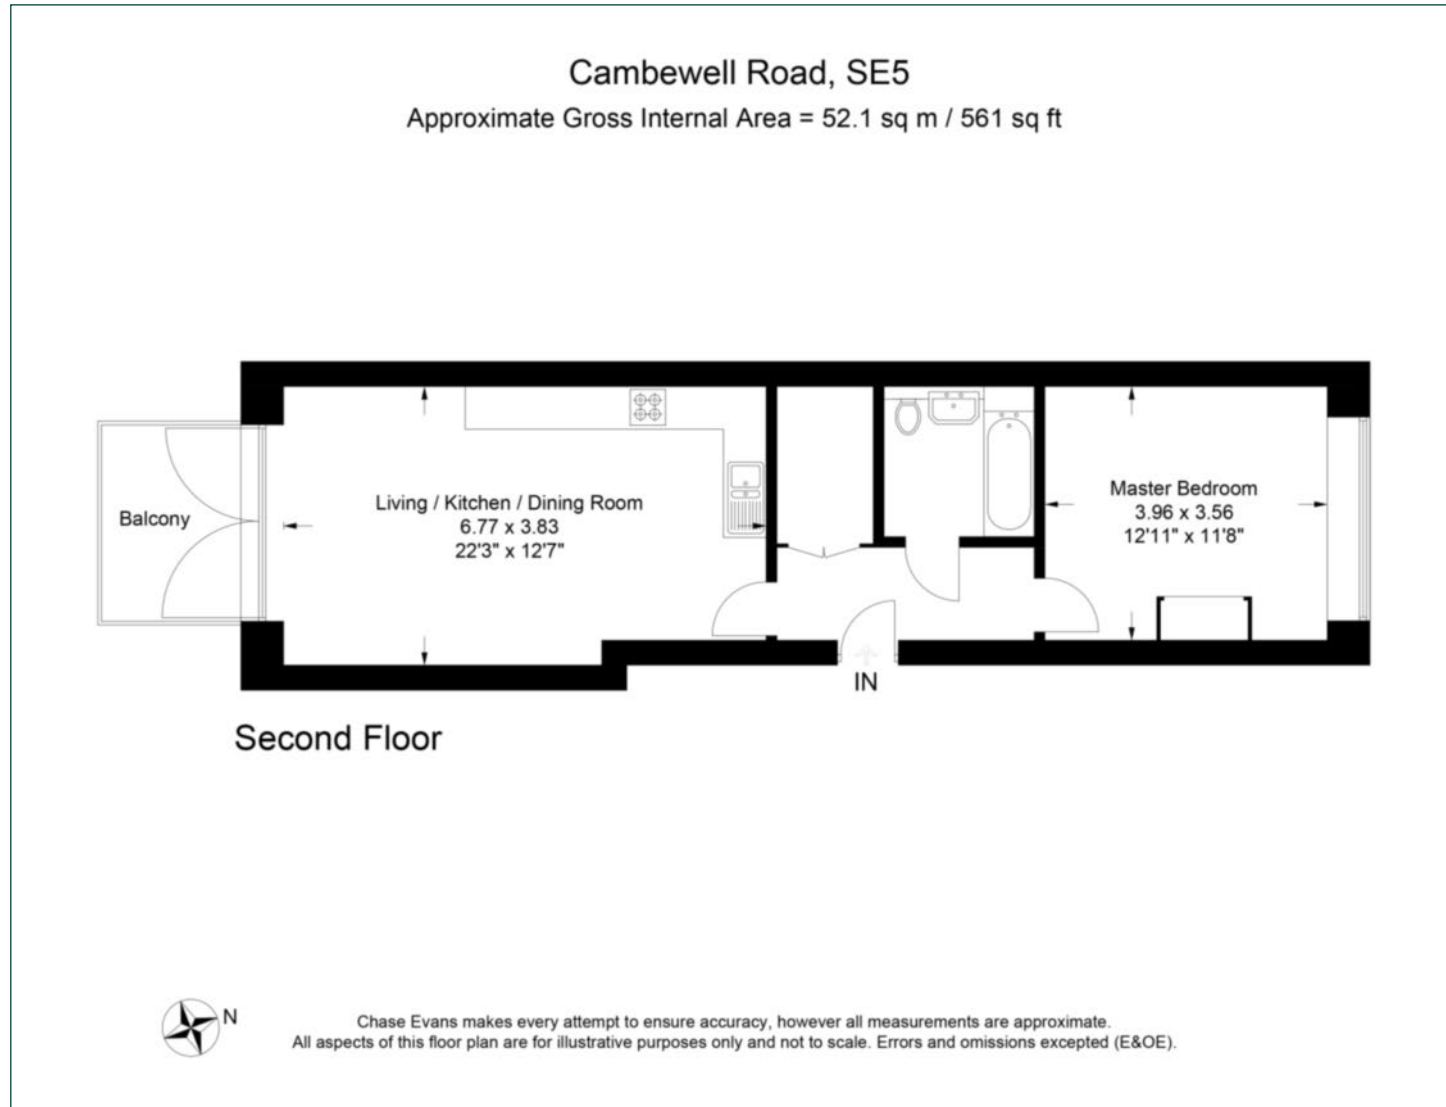 Cambewell Road, SE5
Approximate Gross Internal Area = 52.1 sq m / 561 sq ft
Balcony
Living / Kitchen / Dining Room
6.77 x 3.83
22'3" x 12'7"
Master Bedroom
3.96 x 3.56
12'11" x 11'8"
IN
Second Floor
N
Chase Evans makes every attempt to ensure accuracy, however all measurements are approximate.
All aspects of this floor plan are for illustrative purposes only and not to scale. Errors and omissions excepted (E&OE).